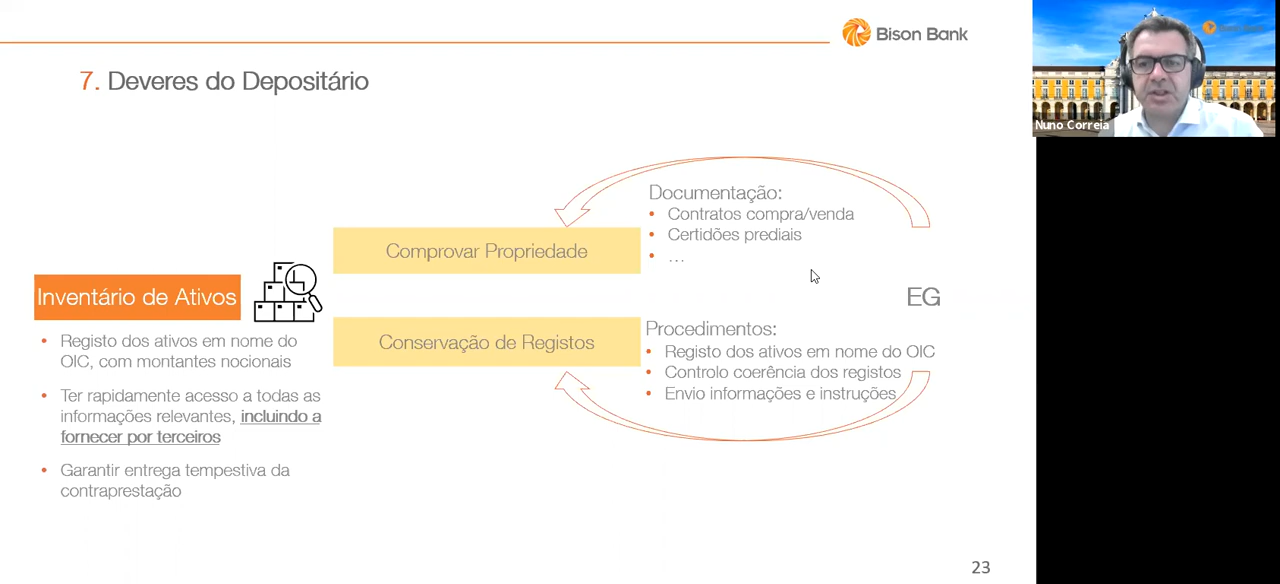 Bison Bank
7. Deveres do Depositário
Nuno Correia
Documentação:
• Contratos compra/venda
• Certidões prediais
• ...
Comprovar Propriedade
Inventário de Ativos
EG
• Registo dos ativos em nome do
OIC, com montantes nocionais
• Ter rapidamente acesso a todas as
informações relevantes, incluindo a
fornecer por terceiros
• Garantir entrega tempestiva da
contraprestação
Conservação de Registos
Procedimentos:
• Registo dos ativos em nome do OIC
• Controlo coerência dos registos
• Envio informações e instruções
23